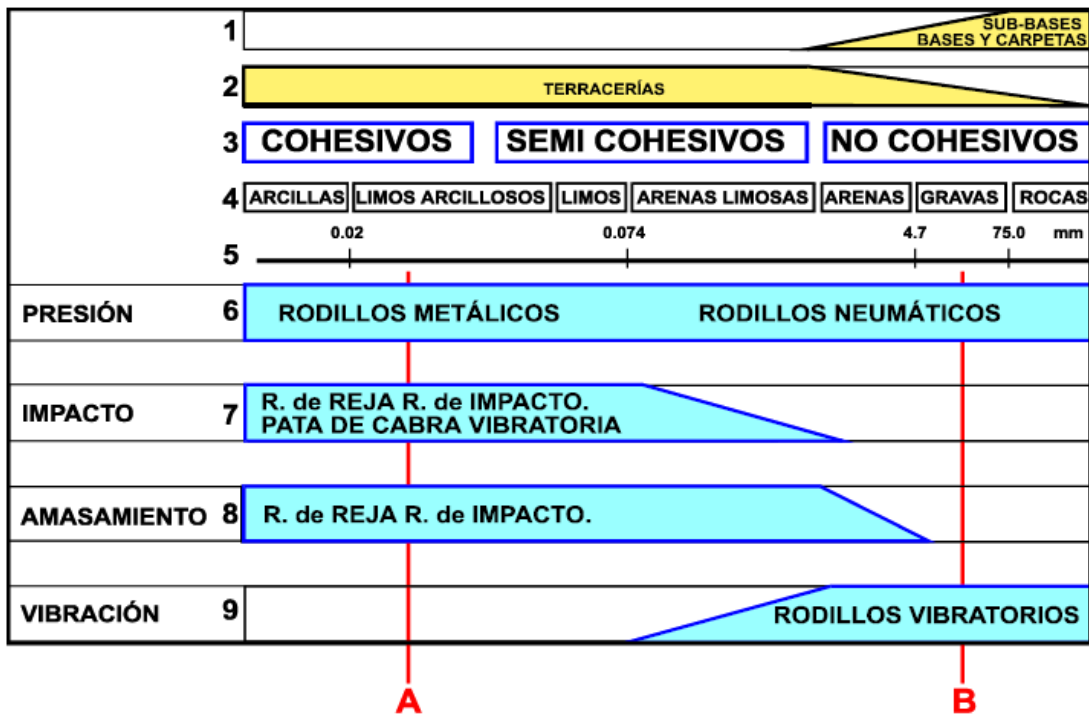 1 SUB-BASES
BASES Y CARPETAS
2 TERRACERÍAS
3 COHESIVOS SEMI COHESIVOS NO COHESIVOS
4 ARCILLAS LIMOS ARCILLOSOS LIMOS ARENAS LIMOSAS ARENAS GRAVAS ROCAS
0.02 0.074 4.7 75.0 mm
5
PRESIÓN 6 RODILLOS METÁLICOS RODILLOS NEUMÁTICOS
IMPACTO 7 R. de REJA R. de IMPACTO.
PATA DE CABRA VIBRATORIA
AMASAMIENTO 8 R. de REJA R. de IMPACTO.
VIBRACIÓN 9 RODILLOS VIBRATORIOS
A B